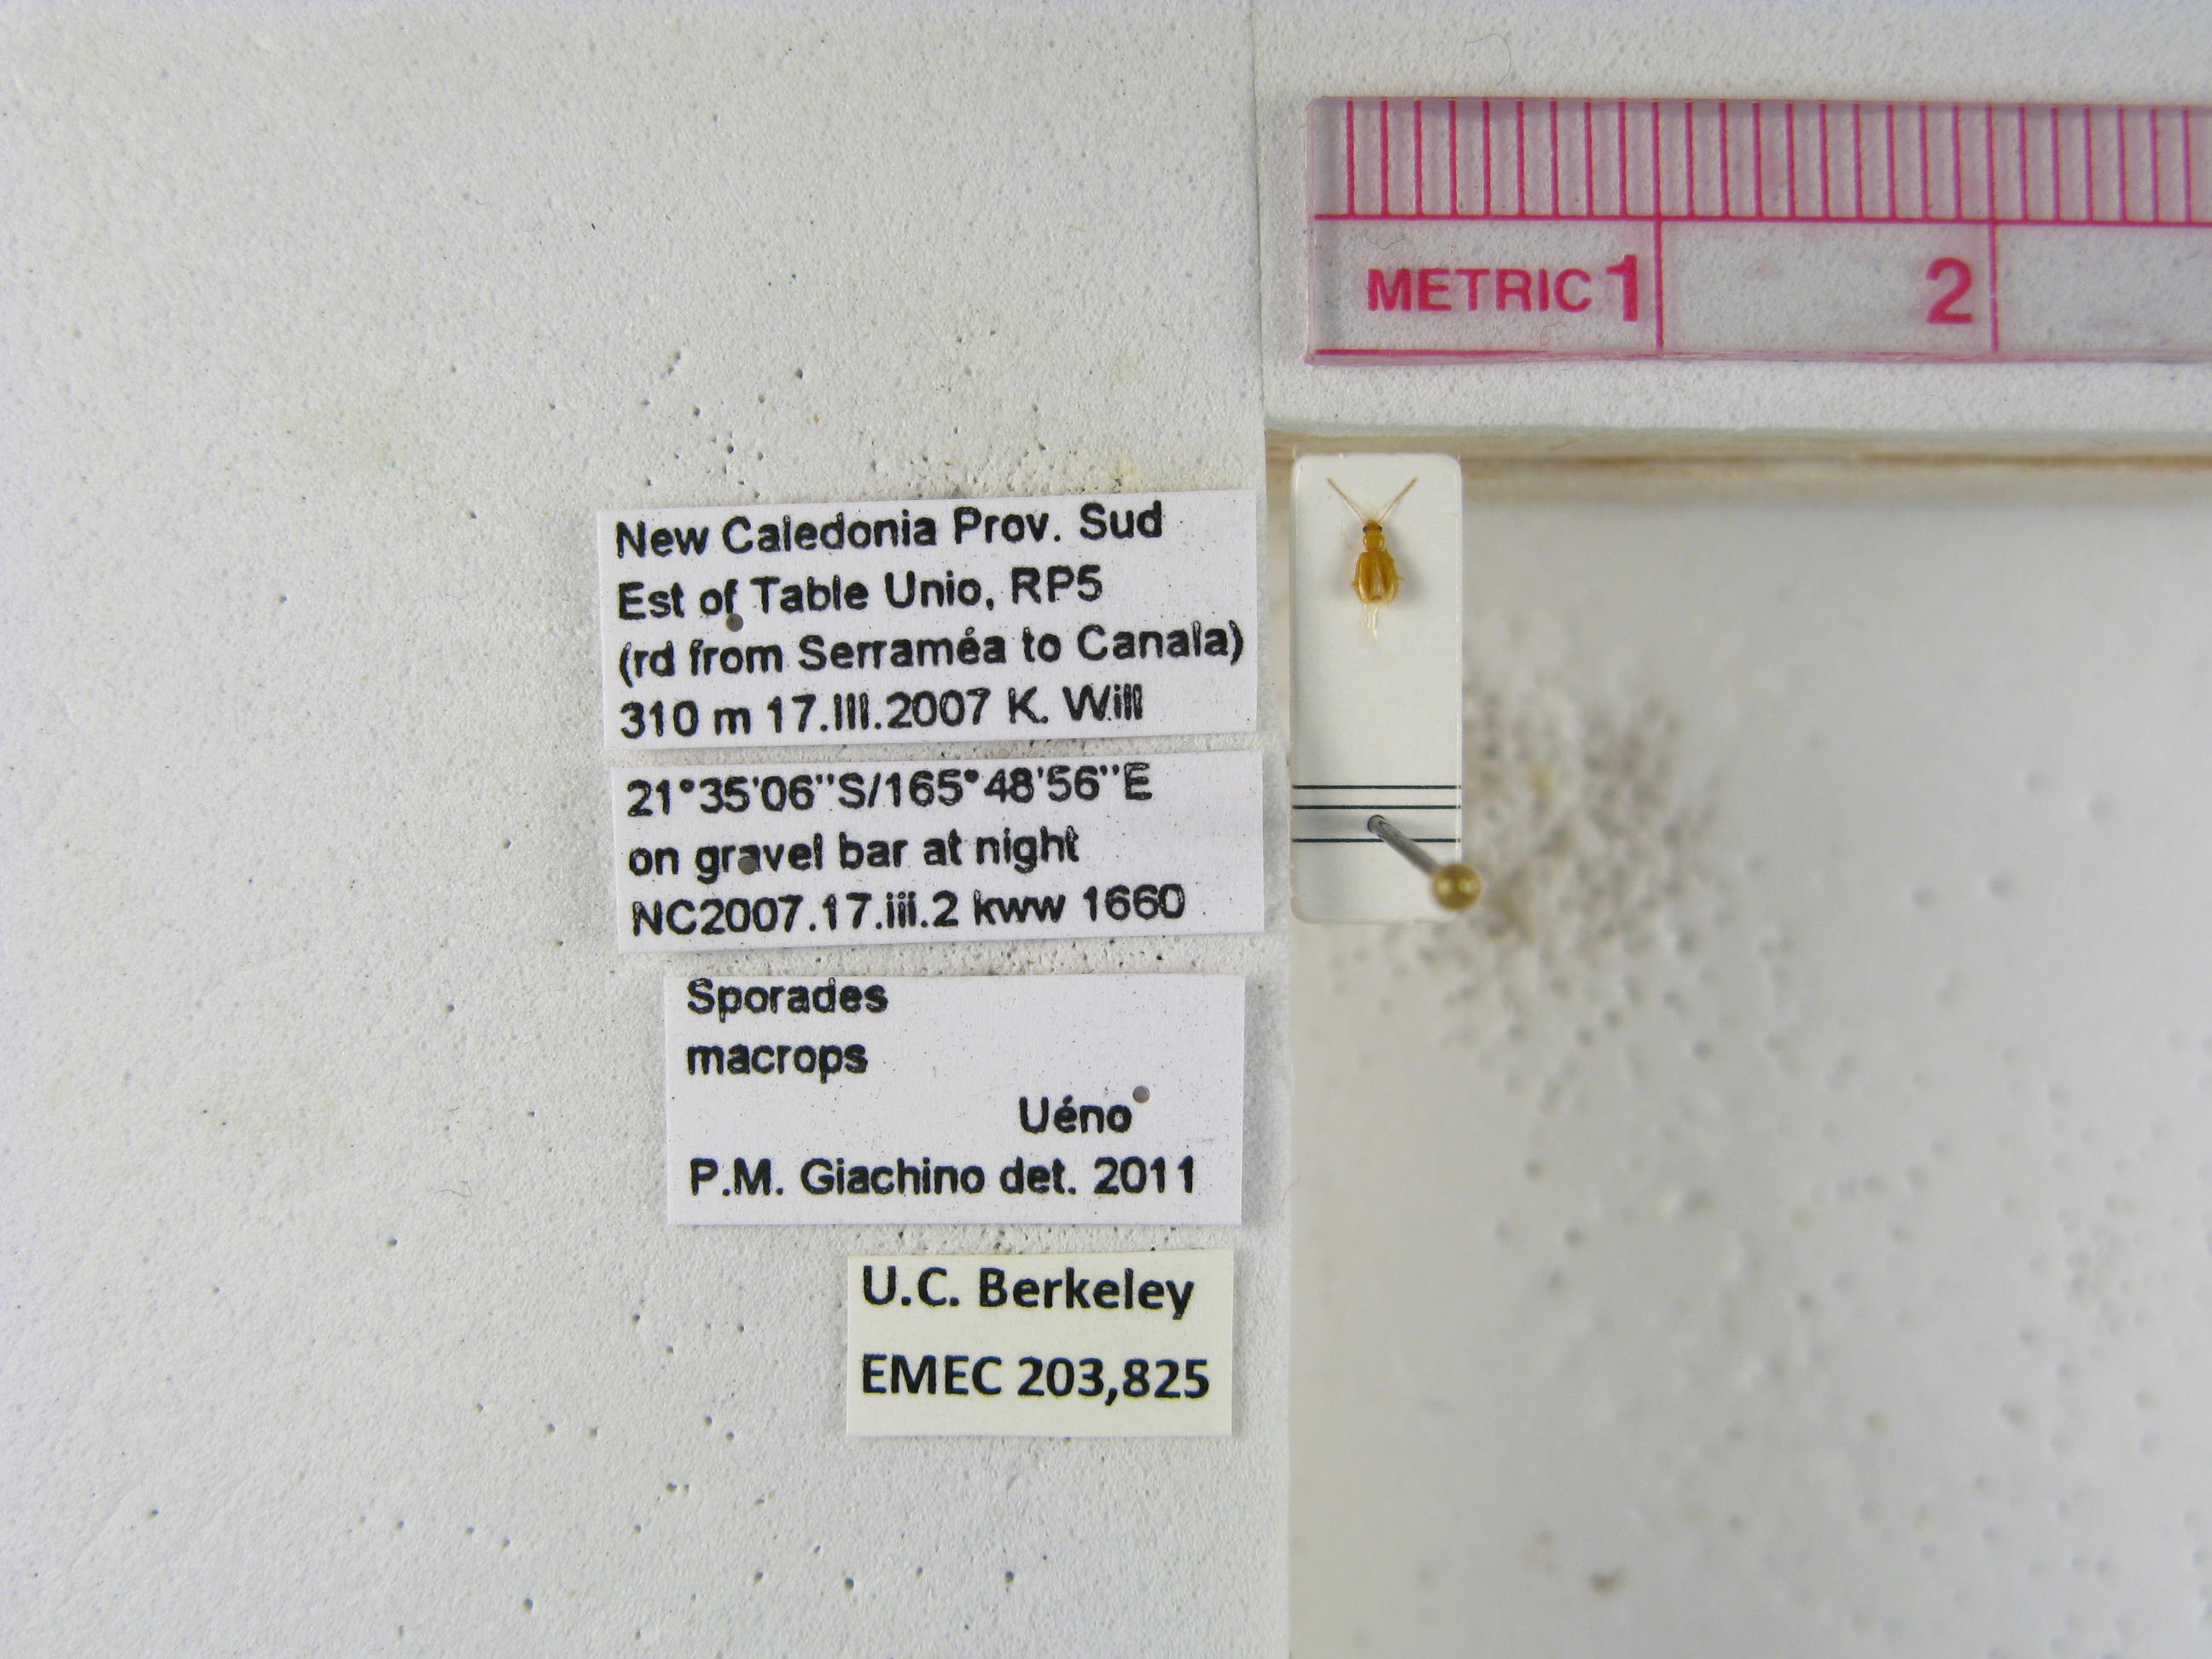 METRIC 1 2
New Caledonia Prov. Sud
Est of Table Unio, RP5
(rd from Serraméa to Canala)
310 m 17.III.2007 K. Will
21°35'06''S/165°48'56''E
on gravel bar at night
NC2007.17.iii.2 kww 1660
Sporades
macrops
Uéno
P.M. Giachino det. 2011
U.C. Berkeley
EMEC 203,825